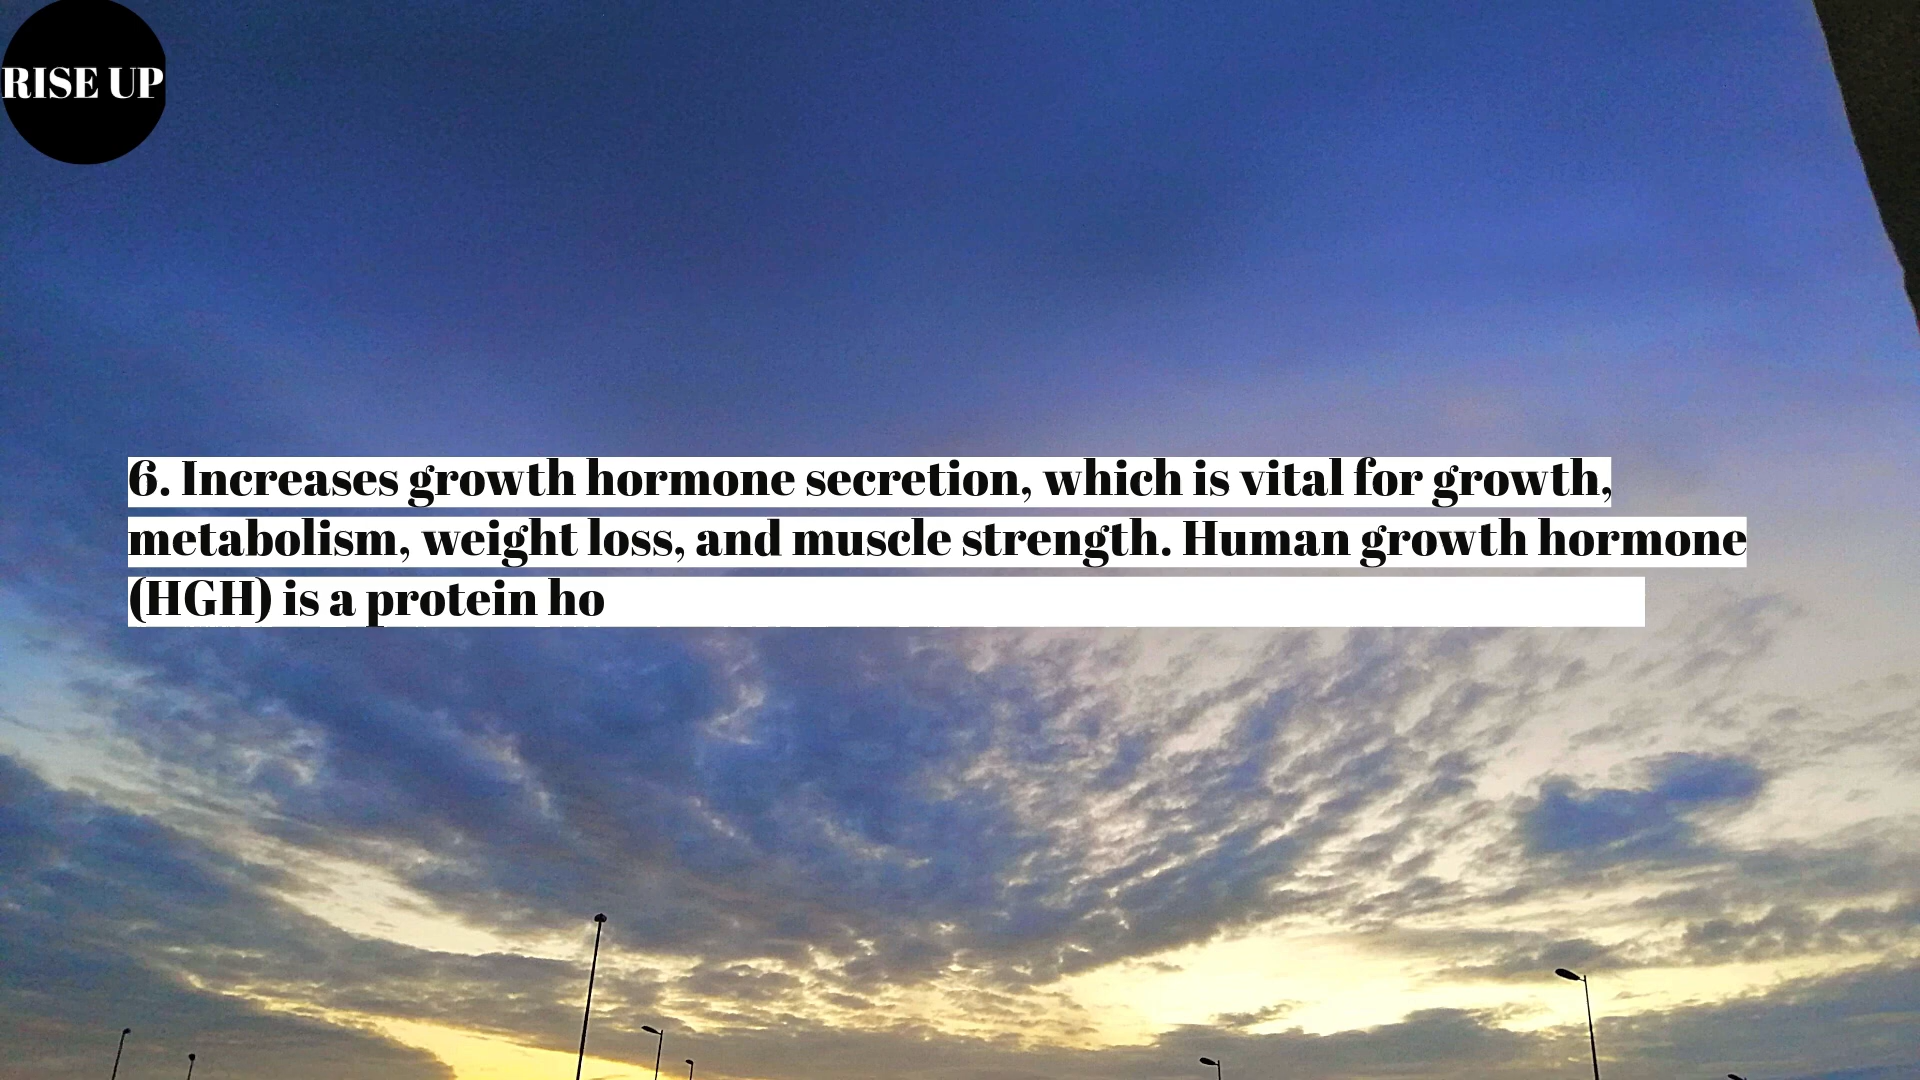 RISE UP
6. Increases growth hormone secretion, which is vital for growth,
metabolism, weight loss, and muscle strength. Human growth hormone
(HGH) is a protein ho